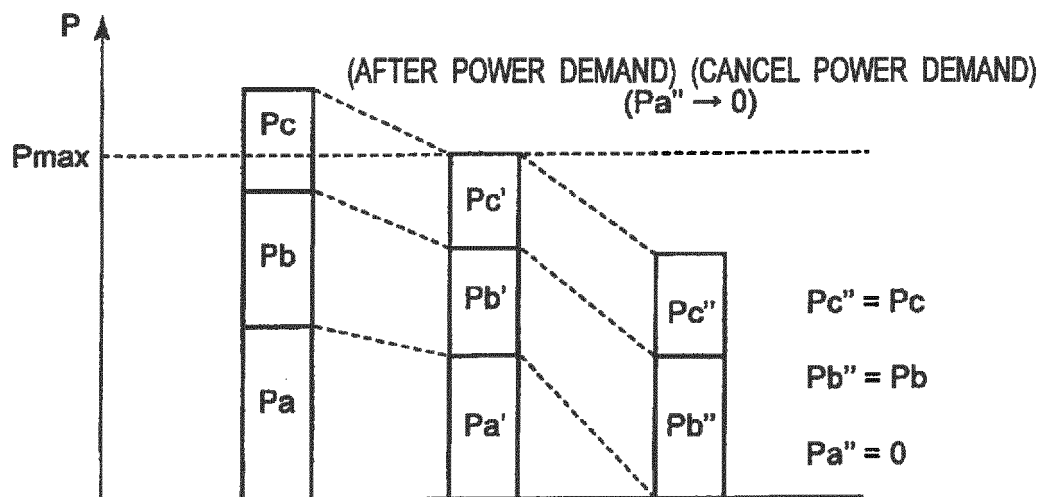 P
(AFTER POWER DEMAND) (CANCEL POWER DEMAND)
(Pa” → 0)
Pc
Pmax
Pc'
Pb
Pb'
Pc”
Pc” = Pc
Pa
Pa'
Pb”
Pb” = Pb
Pa” = 0